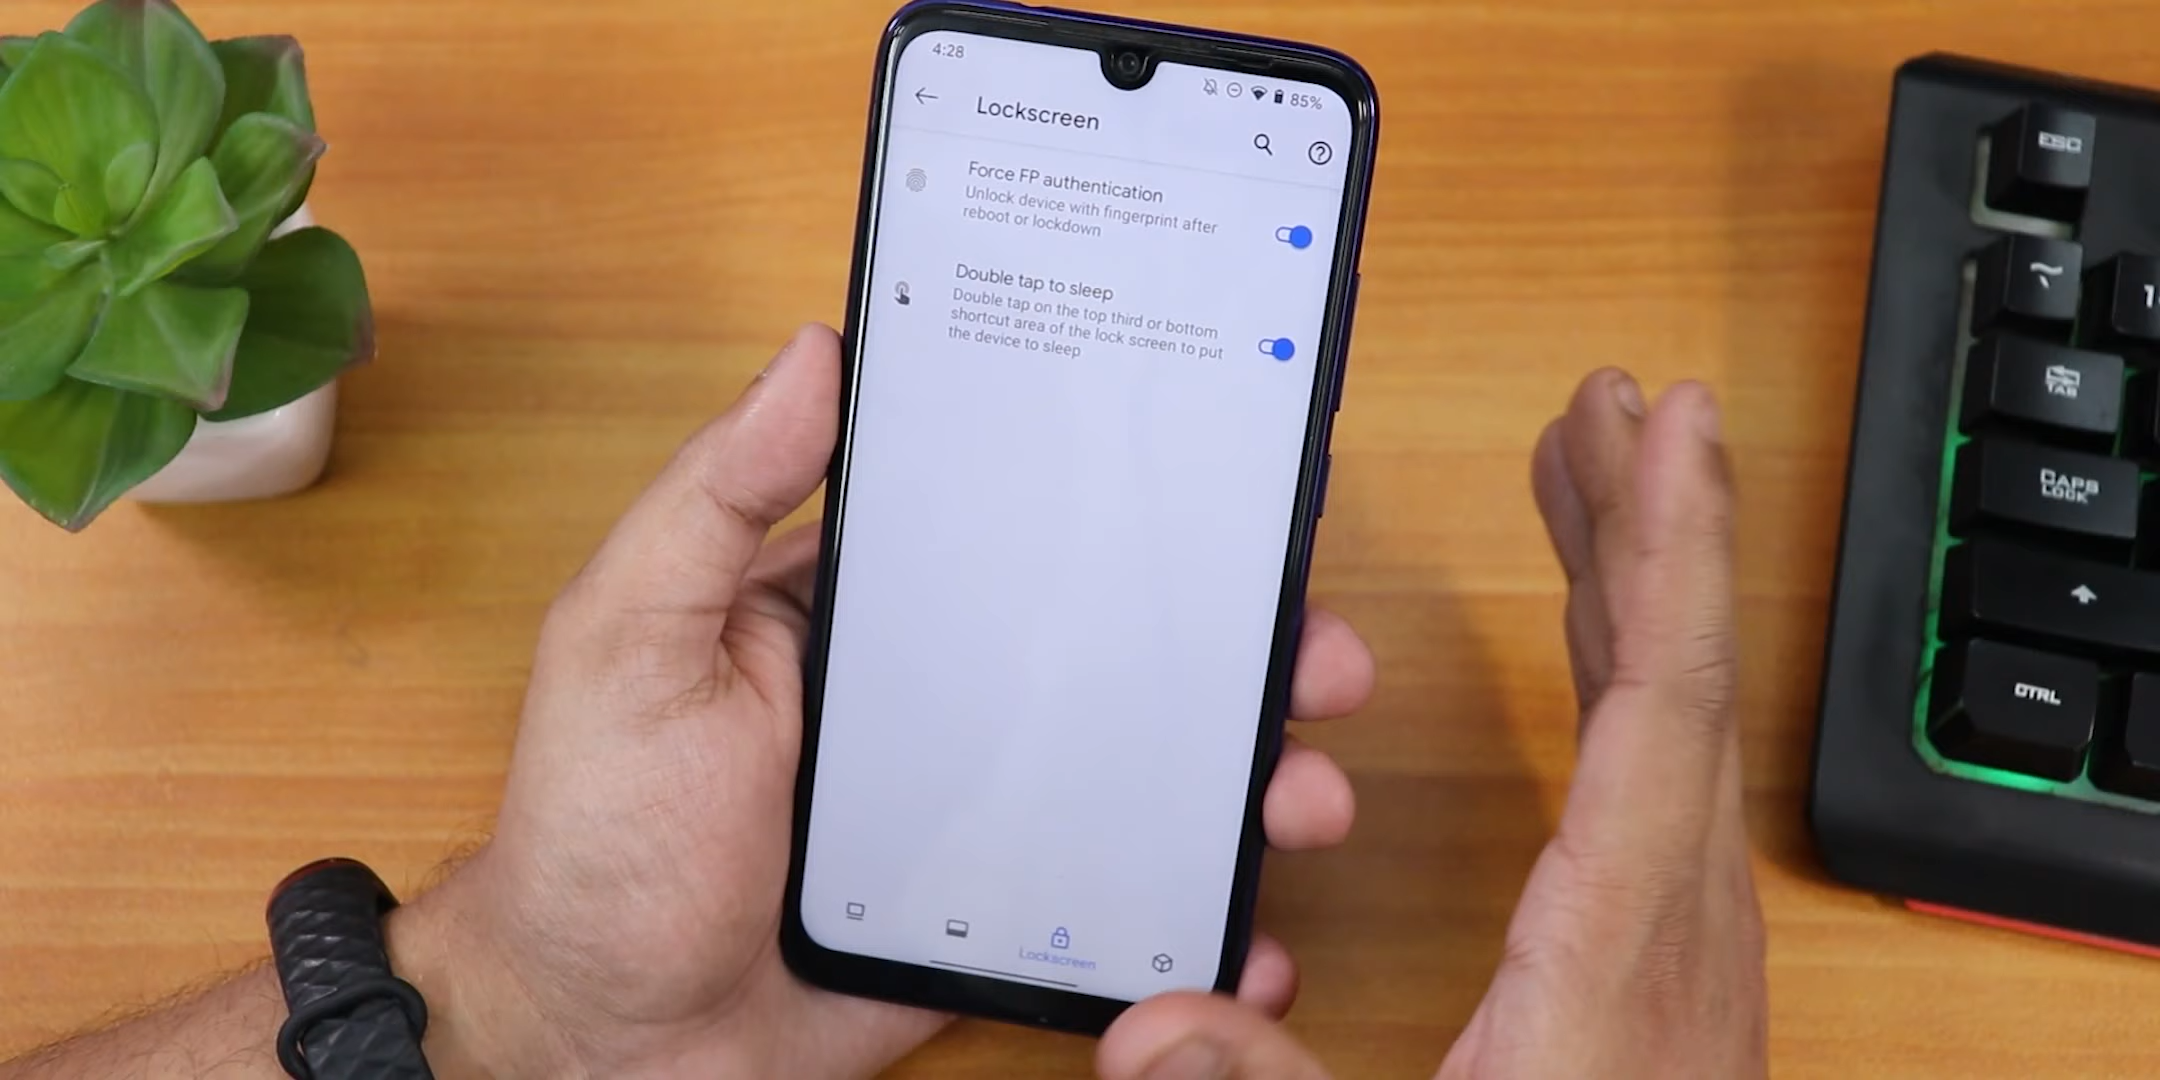 4:28
85%
Lockscreen
Force FP authentication
Unlock device with fingerprint after
reboot or lockdown
Double tap to sleep
Double tap on the top third or bottom
shortcut area of the lock screen to put
the device to sleep
Lockscreen
ESC
~
1
TAB
CAPS
LOCK
CTRL